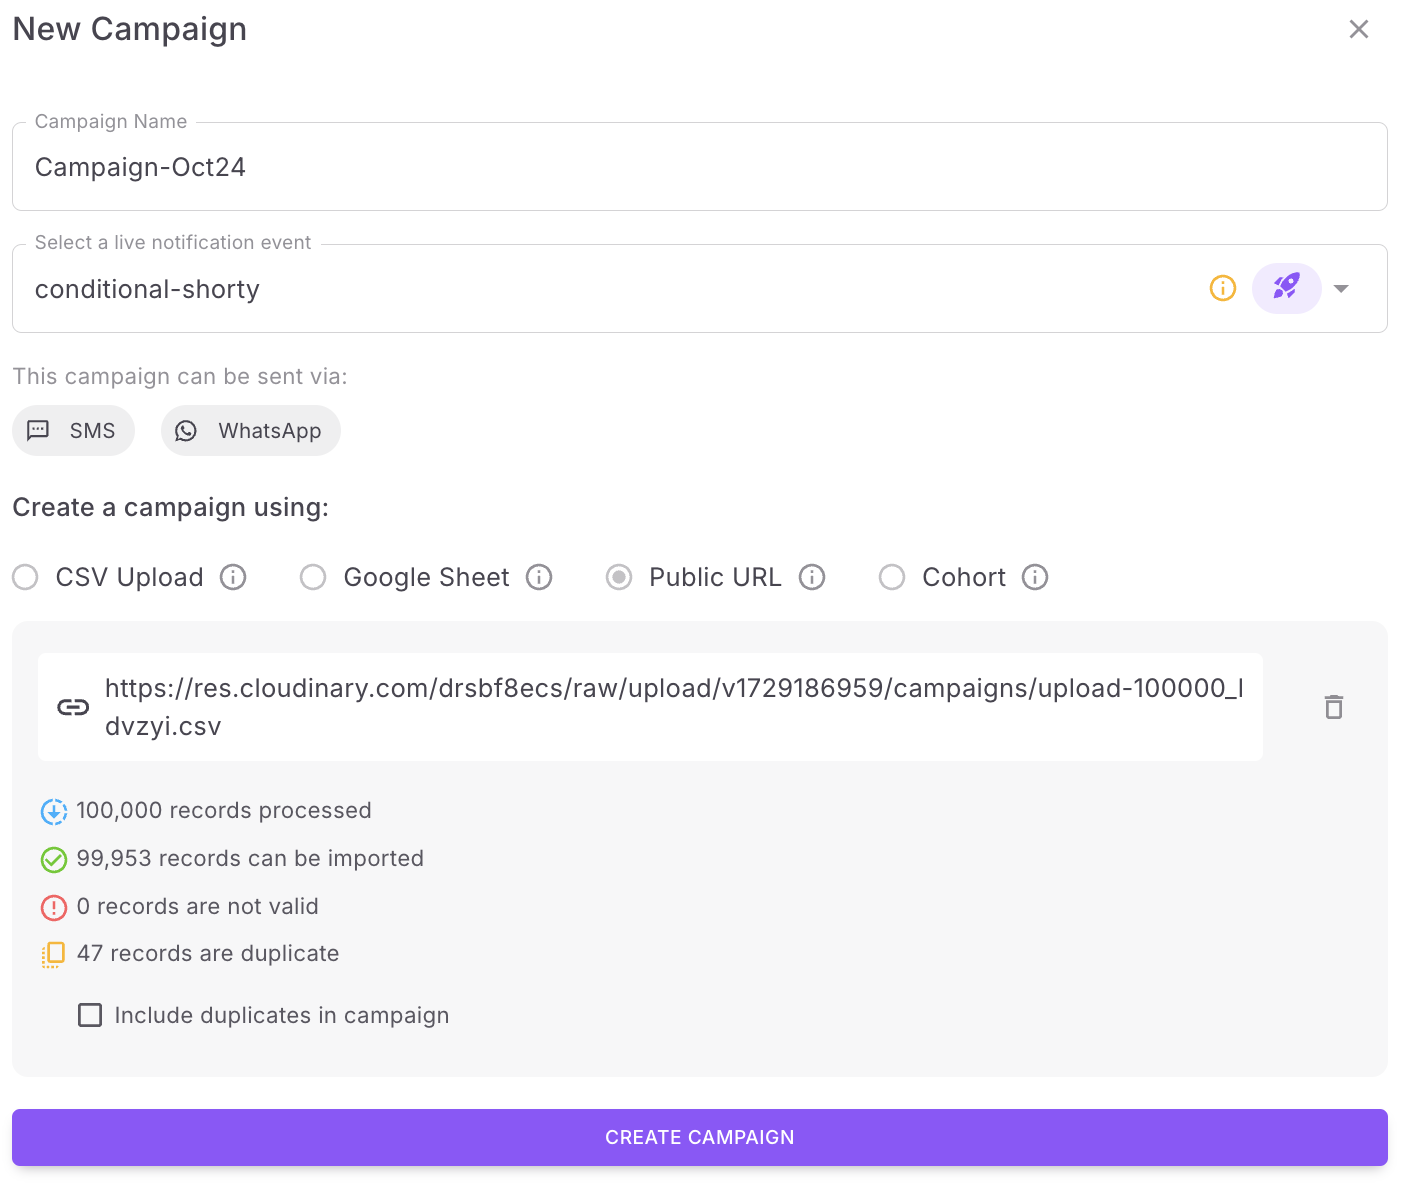 New Campaign
Campaign Name
Campaign-Oct24
Select a live notification event
conditional-shorty
This campaign can be sent via:
SMS WhatsApp
Create a campaign using:
CSV Upload Google Sheet Public URL Cohort
https://res.cloudinary.com/drsbf8ecs/raw/upload/v1729186959/campaigns/upload-100000_l
dvzyi.csv
100,000 records processed
99,953 records can be imported
0 records are not valid
47 records are duplicate
Include duplicates in campaign
CREATE CAMPAIGN